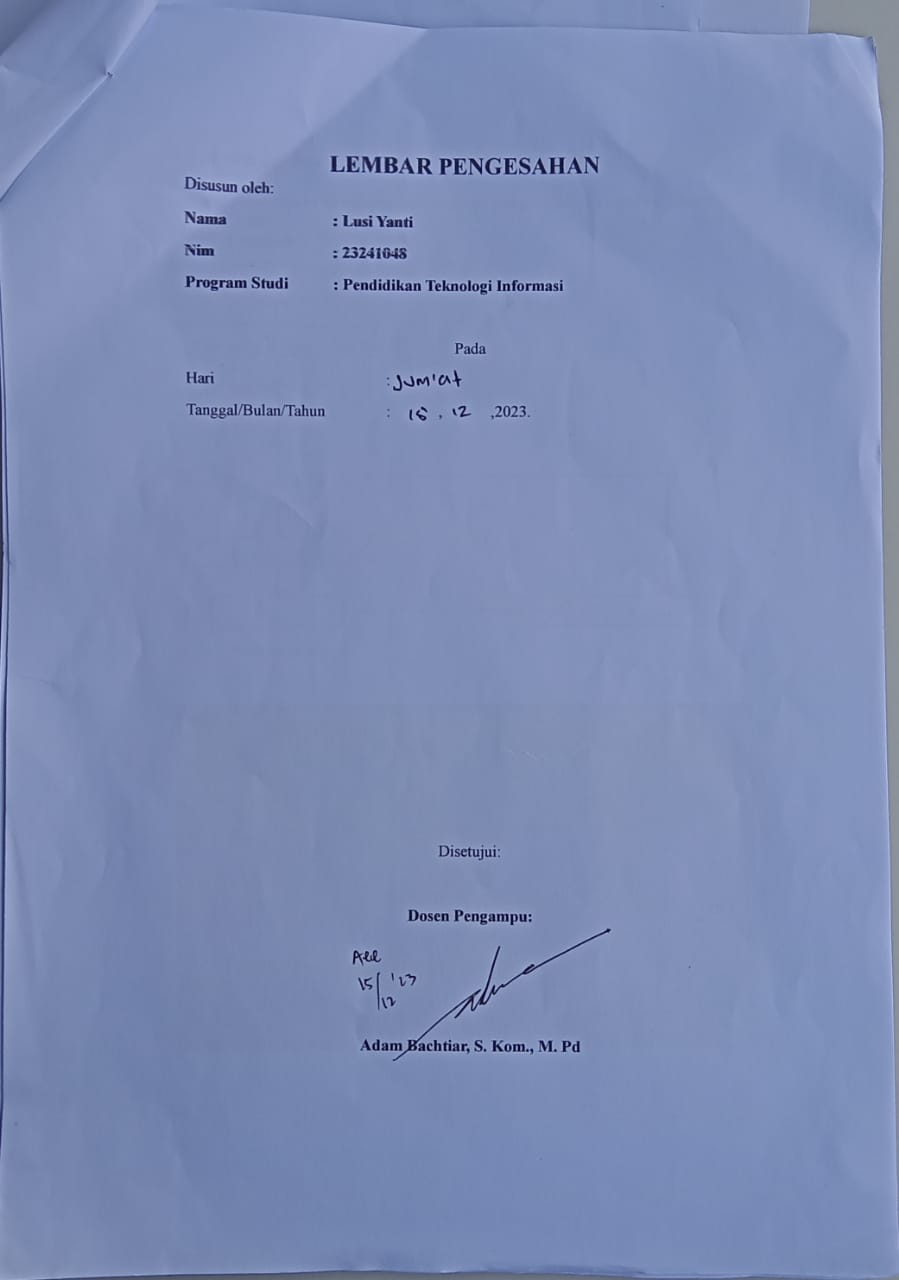 LEMBAR PENGESAHAN
Disusun oleh:
Nama : Lusi Yanti
Nim : 23241048
Program Studi : Pendidikan Teknologi Informasi
Pada
Hari : Jum'at
Tanggal/Bulan/Tahun : 15 , 12 ,2023.
Disetujui:
Dosen Pengampu:
Acc
15/12 '23
Adam Bachtiar, S. Kom., M. Pd